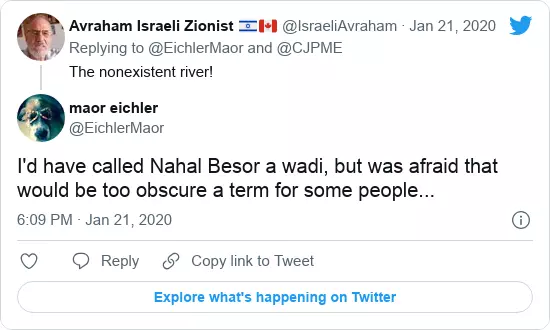 Avraham Israeli Zionist 🇮🇱🇨🇦 @IsraeliAvraham · Jan 21, 2020
Replying to @EichlerMaor and @CJPME
The nonexistent river!
maor eichler
@EichlerMaor
I'd have called Nahal Besor a wadi, but was afraid that
would be too obscure a term for some people...
6:09 PM · Jan 21, 2020
Reply
Copy link to Tweet
Explore what's happening on Twitter